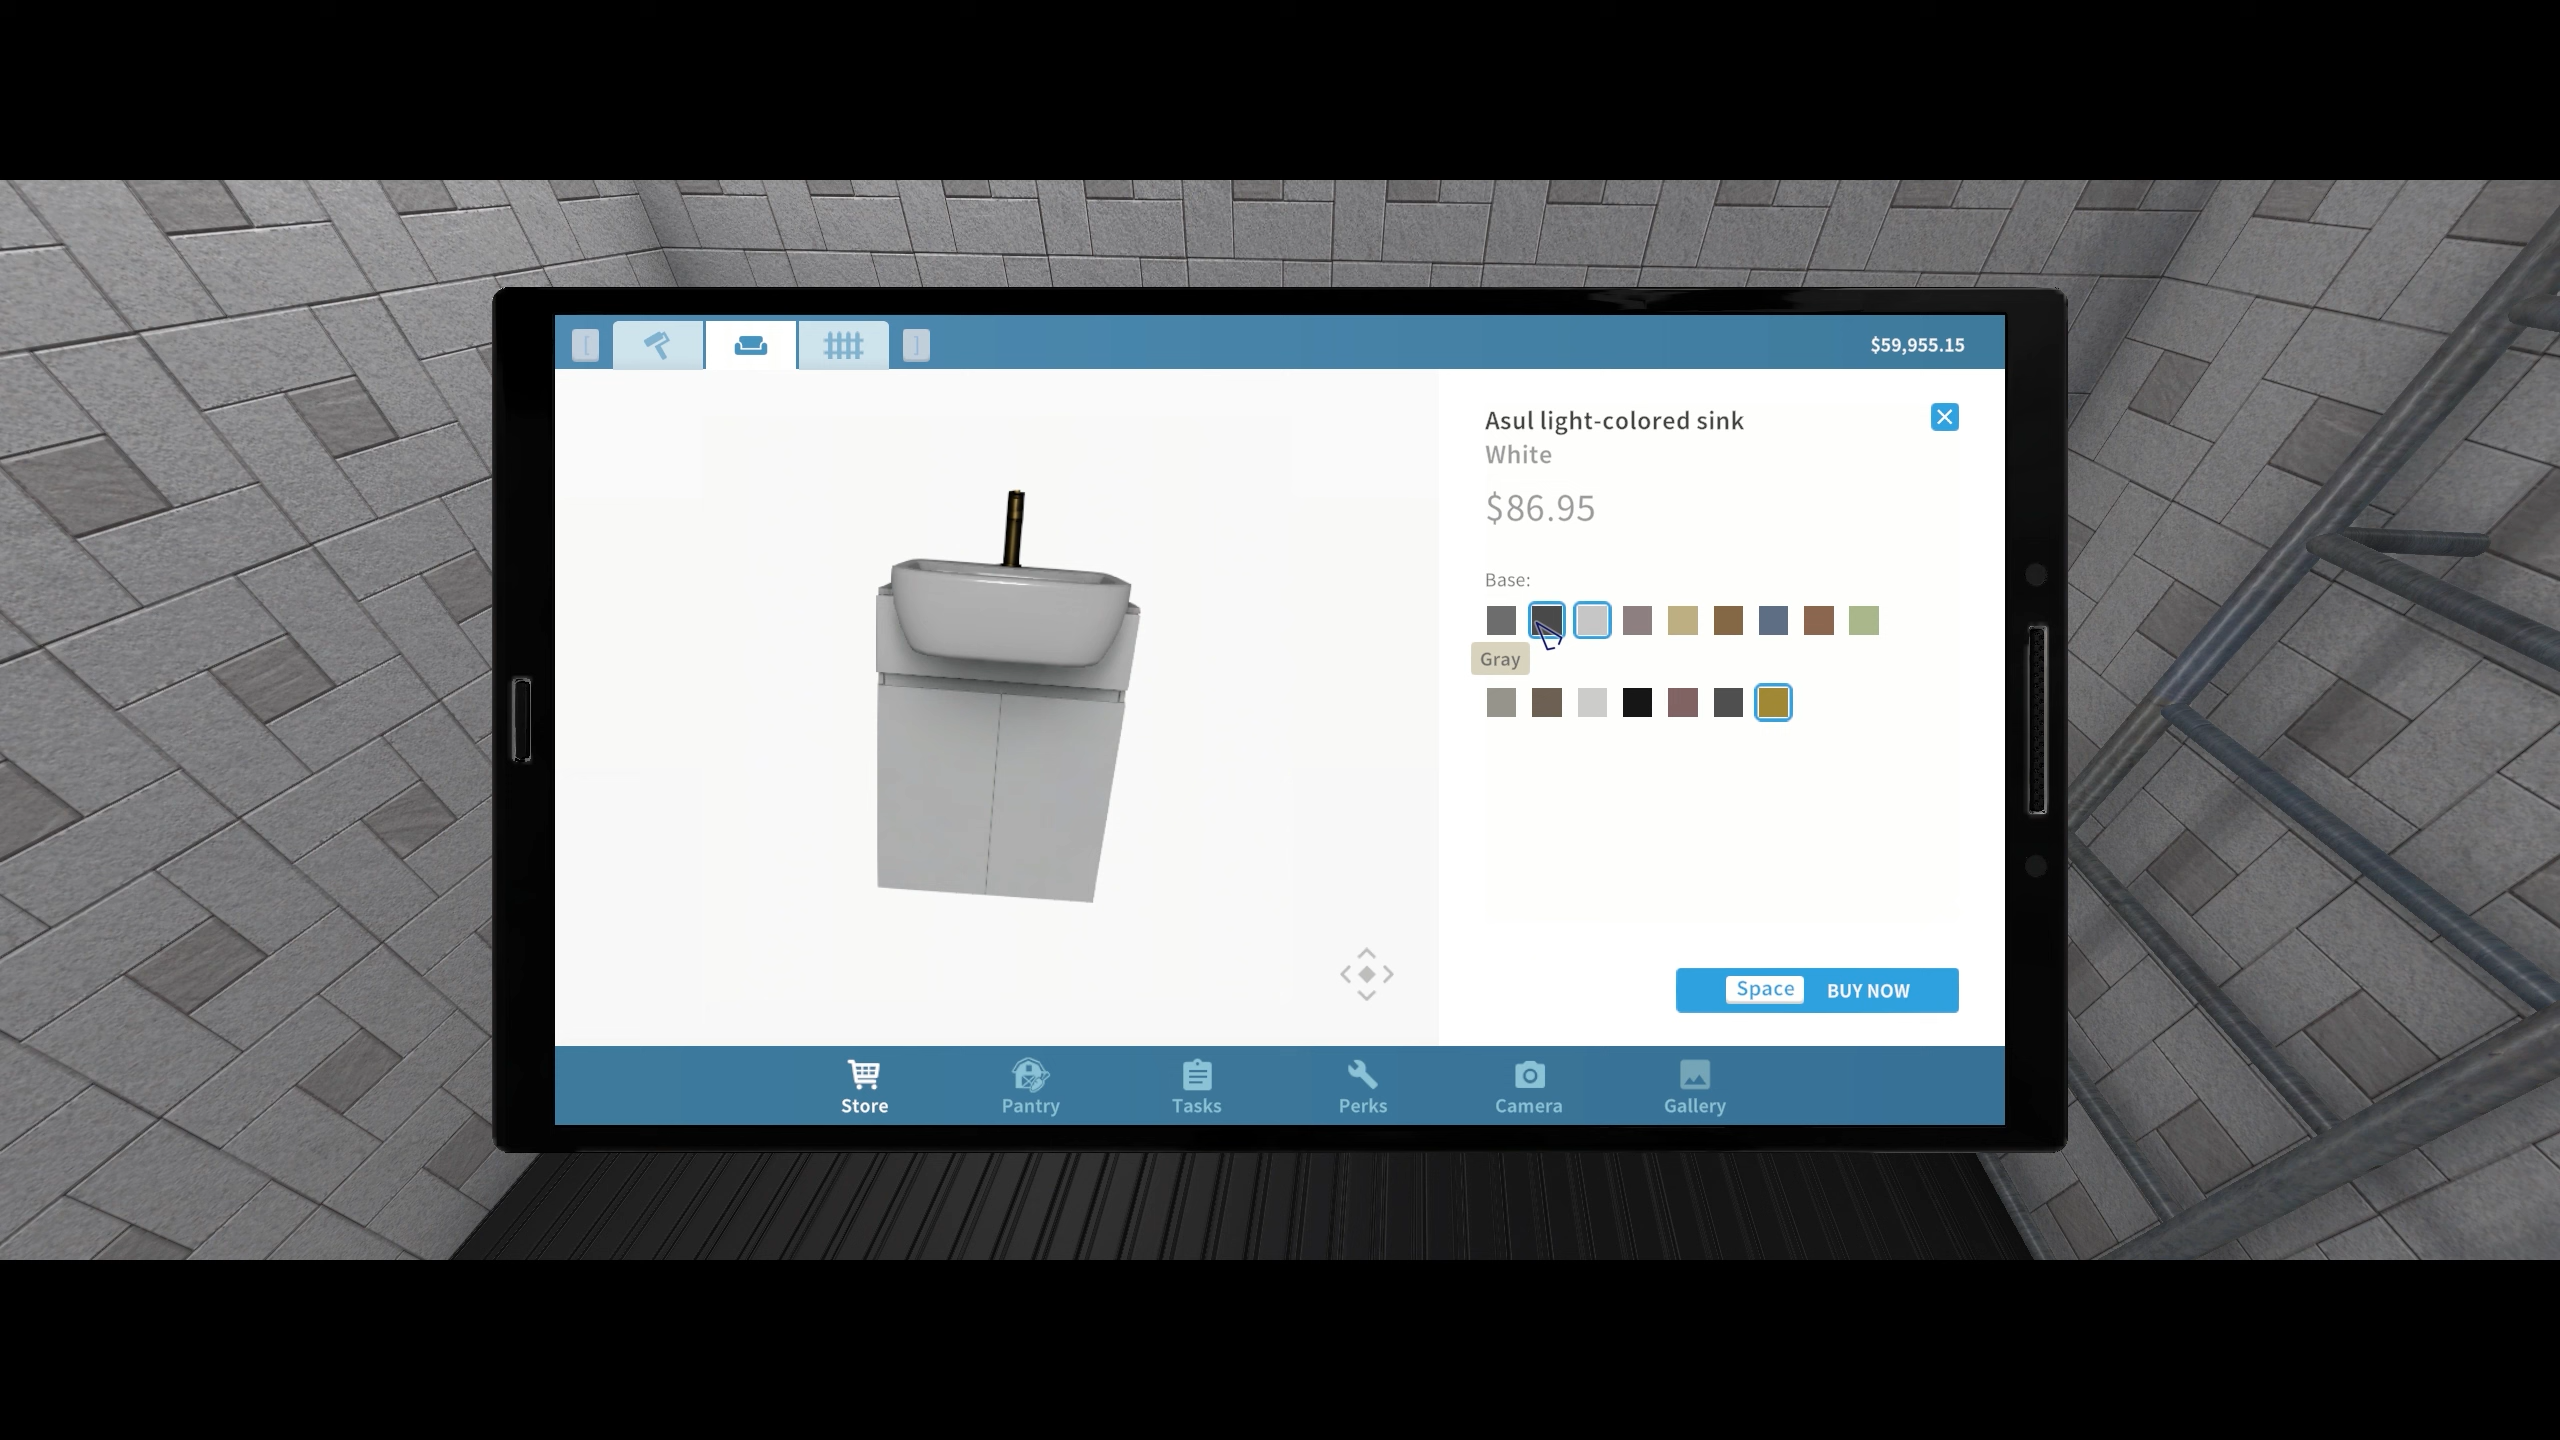 [
]
$59,955.15
Asul light-colored sink
White
$86.95
Base:
Gray
Space BUY NOW
Store Pantry Tasks Perks Camera Gallery